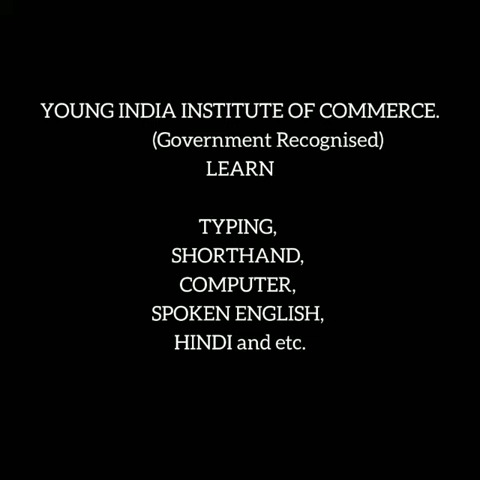 YOUNG INDIA INSTITUTE OF COMMERCE.
(Government Recognised)
LEARN
TYPING,
SHORTHAND,
COMPUTER,
SPOKEN ENGLISH,
HINDI and etc.